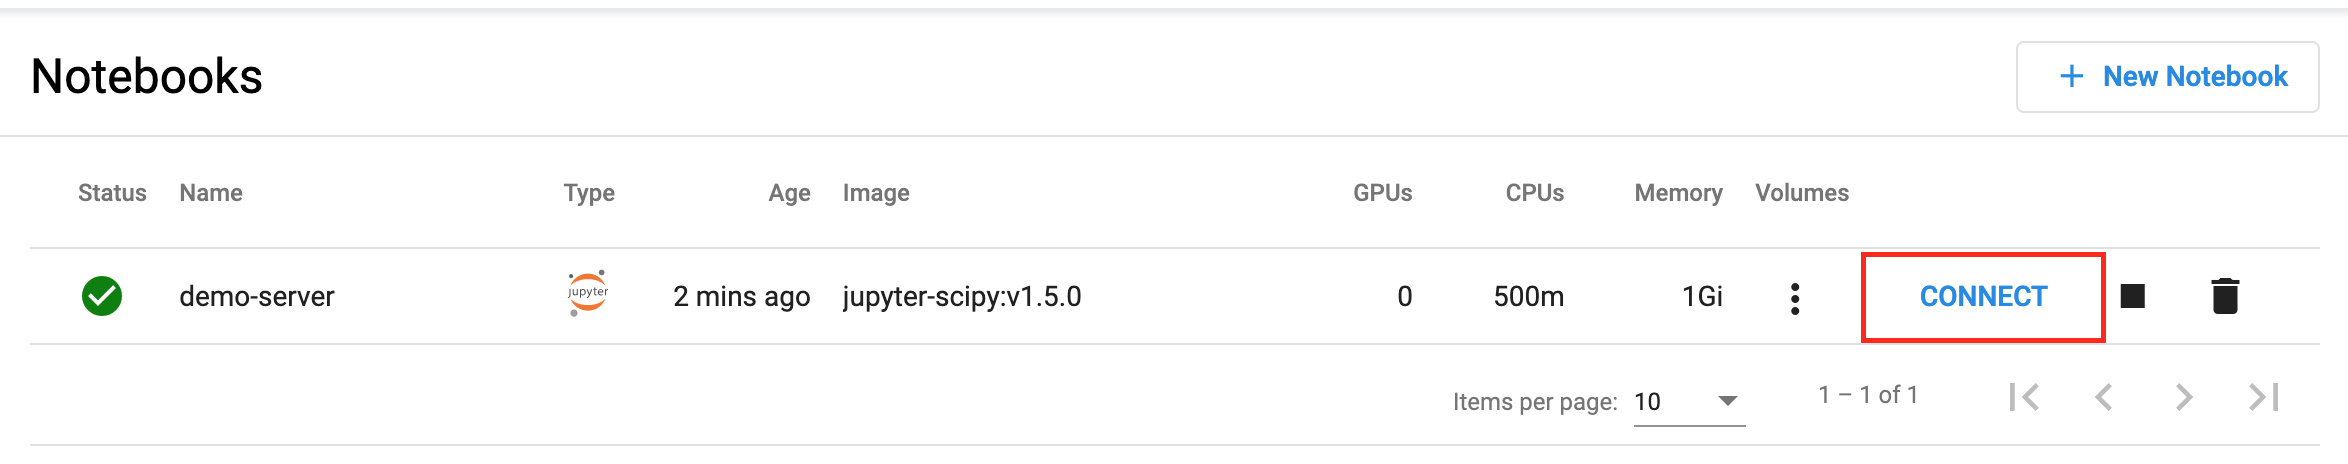 Notebooks
+ New Notebook
Status Name Type Age Image GPUs CPUs Memory Volumes
demo-server jupyter 2 mins ago jupyter-scipy:v1.5.0 0 500m 1Gi CONNECT
Items per page: 10 1 – 1 of 1